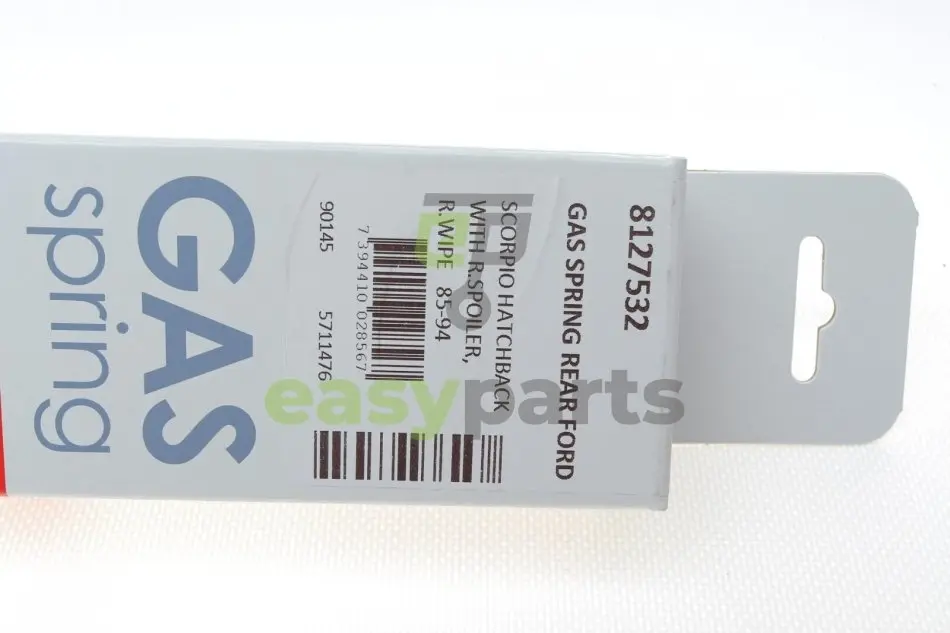 GAS
spring
8127532
GAS SPRING REAR FORD
SCORPIO HATCHBACK
WITH R.SPOILER,
R.WIPE 85-94
7 394410 028567
90145 5711476
easyparts